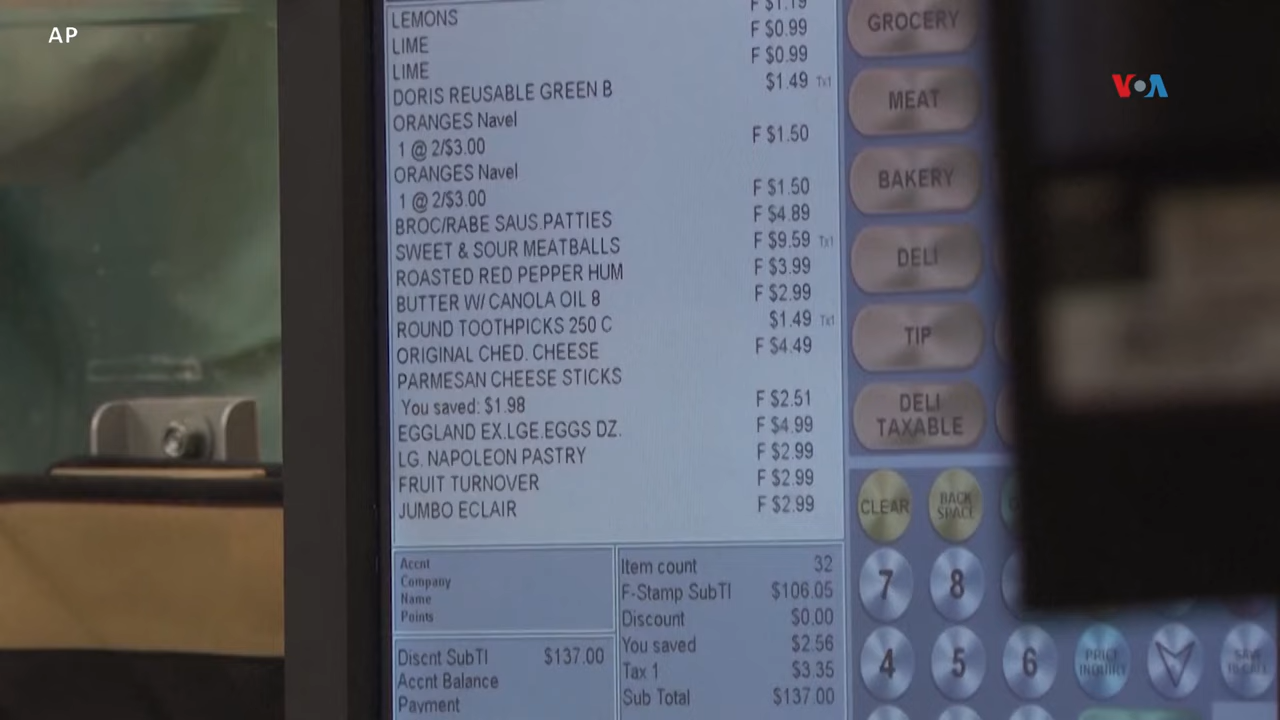 AP
VOA
LEMONS F $1.19
LIME F $0.99
LIME F $0.99
DORIS REUSABLE GREEN B $1.49 Tx1
ORANGES Navel
1 @ 2/$3.00 F $1.50
ORANGES Navel
1 @ 2/$3.00 F $1.50
BROC/RABE SAUS.PATTIES F $4.89
SWEET & SOUR MEATBALLS F $9.59 Tx1
ROASTED RED PEPPER HUM F $3.99
BUTTER W/ CANOLA OIL 8 F $2.99
ROUND TOOTHPICKS 250 C $1.49 Tx1
ORIGINAL CHED. CHEESE F $4.49
PARMESAN CHEESE STICKS
You saved: $1.98 F $2.51
EGGLAND EX.LGE.EGGS DZ. F $4.99
LG. NAPOLEON PASTRY F $2.99
FRUIT TURNOVER F $2.99
JUMBO ECLAIR F $2.99
Accnt
Company
Name
Points
Discnt SubTl $137.00
Accnt Balance
Payment
Item count 32
F-Stamp SubTl $106.05
Discount $0.00
You saved $2.56
Tax 1 $3.35
Sub Total $137.00
GROCERY
MEAT
BAKERY
DELI
TIP
DELI
TAXABLE
CLEAR
BACK
SPACE
7 8
4 5 6
PRICE
INQUIRY